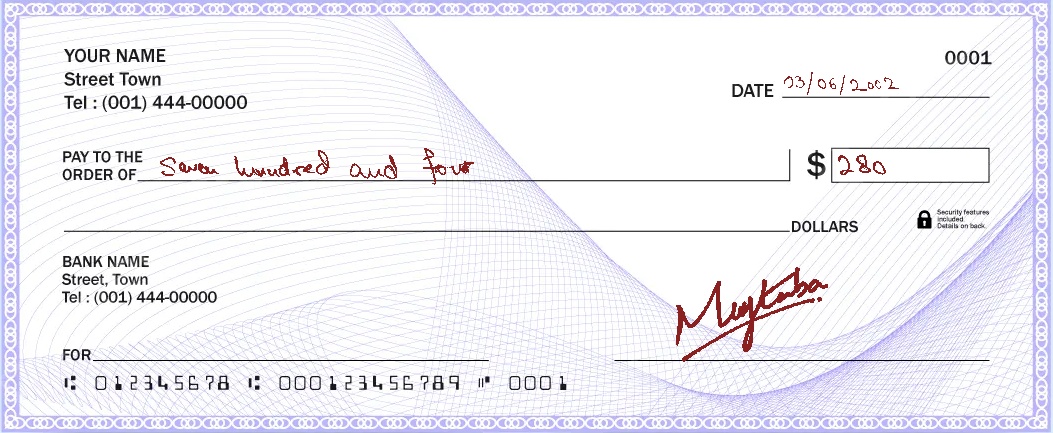 YOUR NAME
0001
Street Town
DATE 03/06/2002
Tel : (001) 444-00000
PAY TO THE
ORDER OF Seven hundred and four $ 280
Security features
included.
Details on back.
DOLLARS
BANK NAME
Street, Town
Tel : (001) 444-00000
Mugtaba
FOR
⑆ 012345678 ⑆ 000123456789 ⑈ 0001